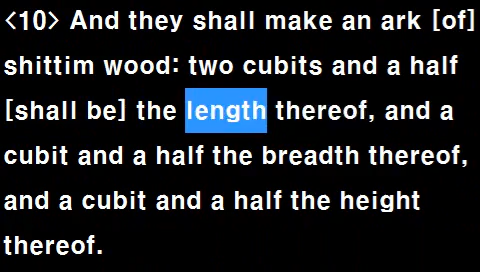 <10> And they shall make an ark [of]
shittim wood: two cubits and a half
[shall be] the length thereof, and a
cubit and a half the breadth thereof,
and a cubit and a half the height
thereof.